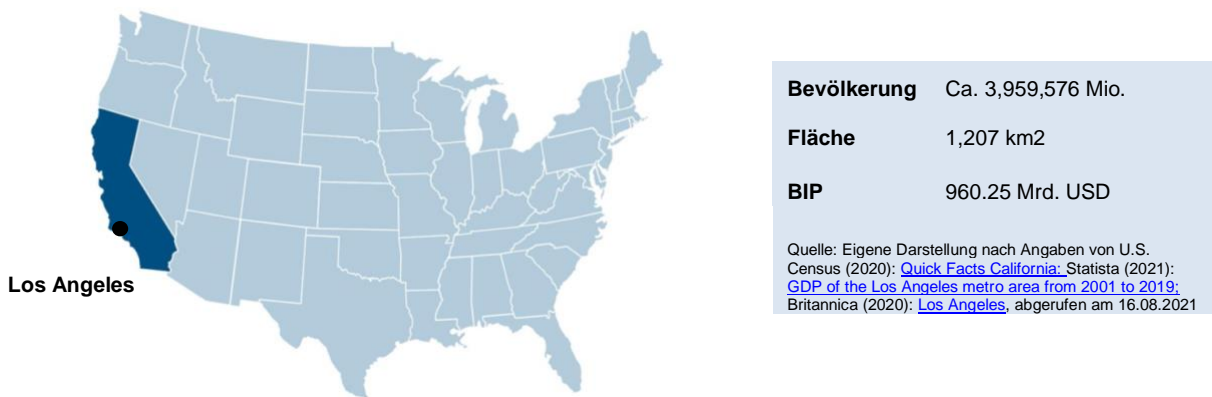 Los Angeles
Bevölkerung Ca. 3,959,576 Mio.
Fläche 1,207 km2
BIP 960.25 Mrd. USD
Quelle: Eigene Darstellung nach Angaben von U.S.
Census (2020): Quick Facts California: Statista (2021):
GDP of the Los Angeles metro area from 2001 to 2019;
Britannica (2020): Los Angeles, abgerufen am 16.08.2021